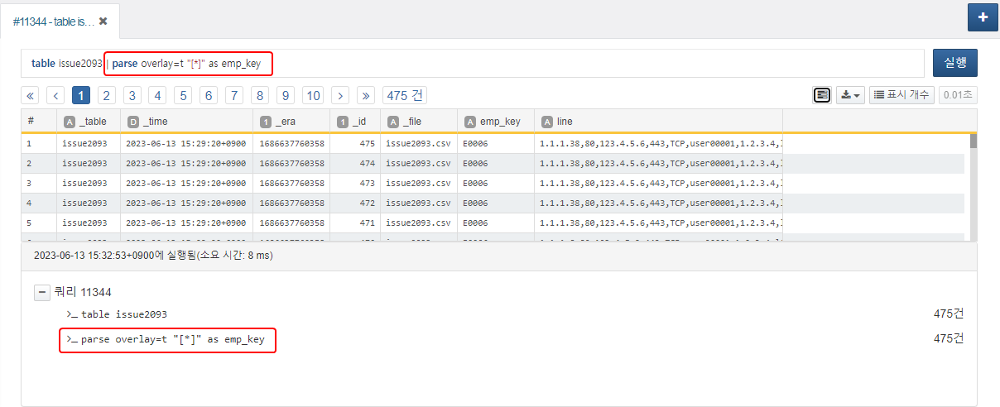 #11344 - table is…
table issue2093 | parse overlay=t "[*]" as emp_key
실행
« ‹ 1 2 3 4 5 6 7 8 9 10 › » 475 건
표시 개수 0.01초
# A _table D _time 1 _era 1 _id A _file A emp_key A line
1 issue2093 2023-06-13 15:29:20+0900 1686637760358 475 issue2093.csv E0006 1.1.1.38,80,123.4.5.6,443,TCP,user00001,1.2.3.4,
2 issue2093 2023-06-13 15:29:20+0900 1686637760358 474 issue2093.csv E0006 1.1.1.38,80,123.4.5.6,443,TCP,user00001,1.2.3.4,
3 issue2093 2023-06-13 15:29:20+0900 1686637760358 473 issue2093.csv E0006 1.1.1.38,80,123.4.5.6,443,TCP,user00001,1.2.3.4,
4 issue2093 2023-06-13 15:29:20+0900 1686637760358 472 issue2093.csv E0006 1.1.1.38,80,123.4.5.6,443,TCP,user00001,1.2.3.4,
5 issue2093 2023-06-13 15:29:20+0900 1686637760358 471 issue2093.csv E0006 1.1.1.38,80,123.4.5.6,443,TCP,user00001,1.2.3.4,
2023-06-13 15:32:53+0900에 실행됨(소요 시간: 8 ms)
쿼리 11344
table issue2093 475건
parse overlay=t "[*]" as emp_key 475건